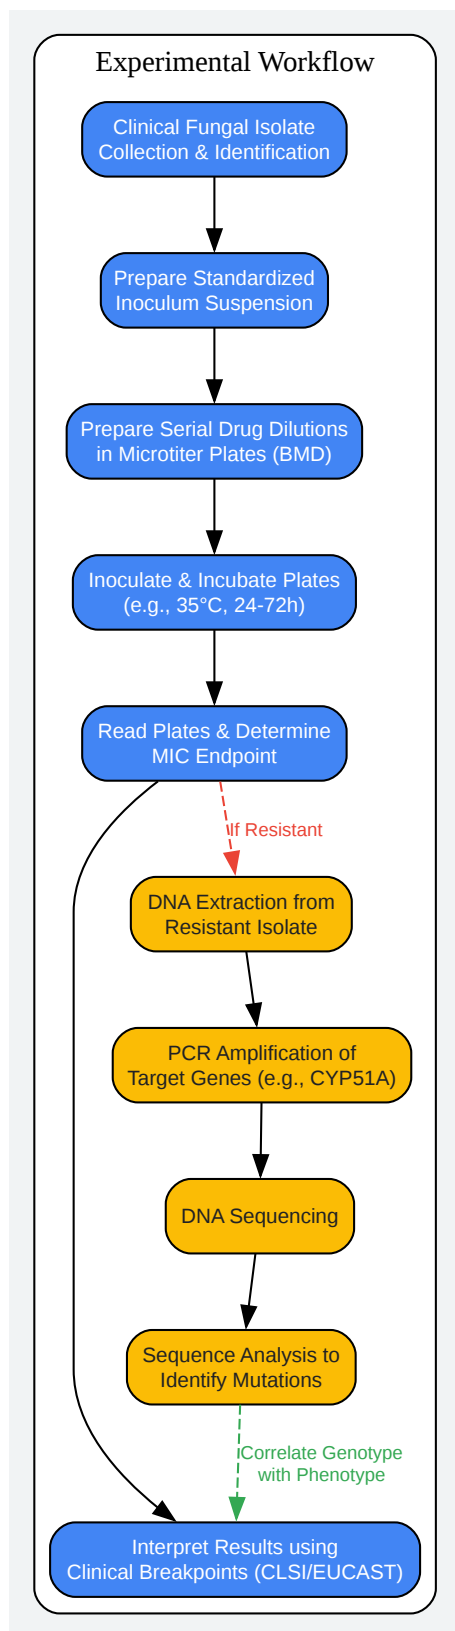 Experimental Workflow
Clinical Fungal Isolate
Collection & Identification
Prepare Standardized
Inoculum Suspension
Prepare Serial Drug Dilutions
in Microtiter Plates (BMD)
Inoculate & Incubate Plates
(e.g., 35°C, 24-72h)
Read Plates & Determine
MIC Endpoint
If Resistant
DNA Extraction from
Resistant Isolate
PCR Amplification of
Target Genes (e.g., CYP51A)
DNA Sequencing
Sequence Analysis to
Identify Mutations
Correlate Genotype
with Phenotype
Interpret Results using
Clinical Breakpoints (CLSI/EUCAST)